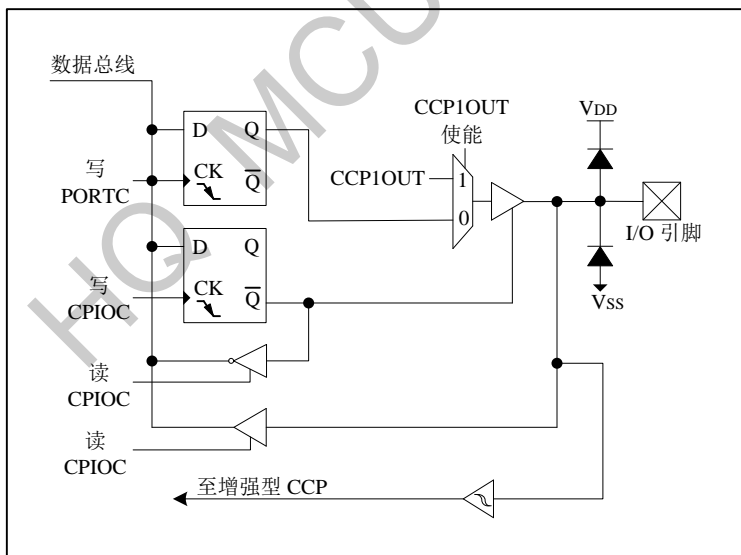 HQ MCU
数据总线
D Q
CK Q
写
PORTC
D Q
CK Q
写
CPIOC
读
CPIOC
读
CPIOC
至增强型 CCP
CCP1OUT
使能
CCP1OUT
1
0
VDD
I/O 引脚
VSS